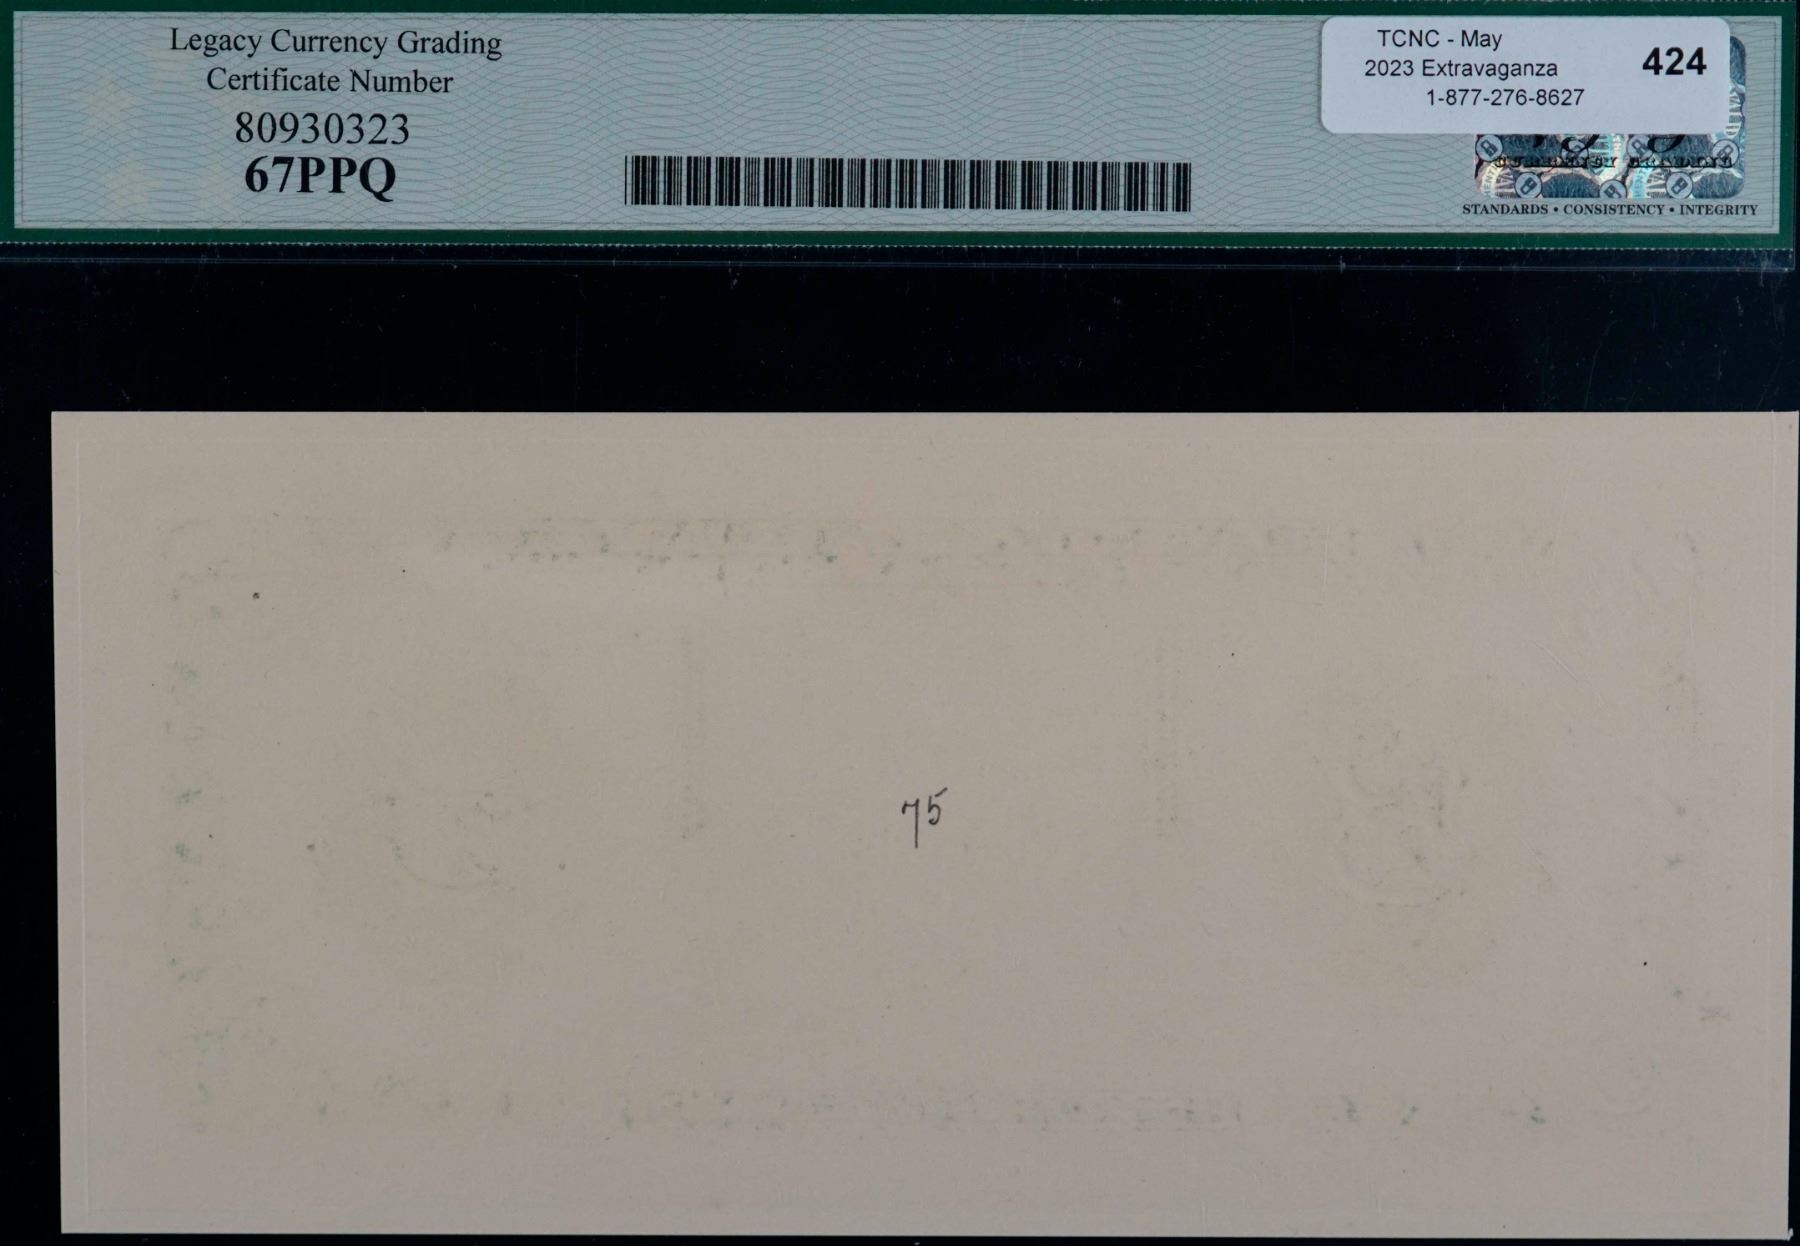 Legacy Currency Grading
Certificate Number
80930323
67PPQ
TCNC - May
2023 Extravaganza
1-877-276-8627
424
STANDARDS • CONSISTENCY • INTEGRITY
75